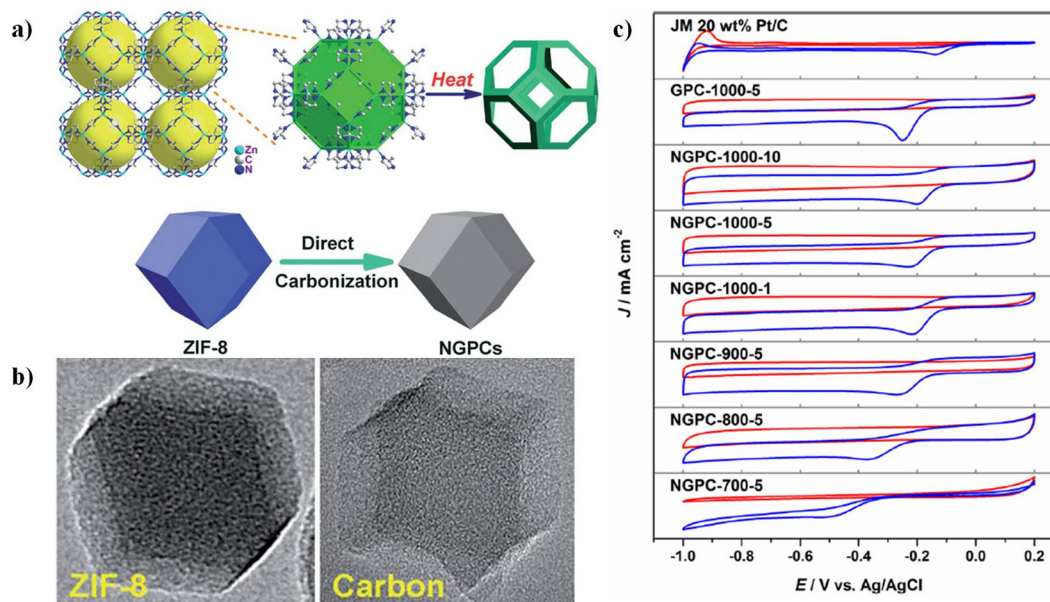 a)
Zn
C
N
Heat
Direct
Carbonization
ZIF-8
NGPCs
b)
ZIF-8
Carbon
c)
JM 20 wt% Pt/C
GPC-1000-5
NGPC-1000-10
NGPC-1000-5
NGPC-1000-1
NGPC-900-5
NGPC-800-5
NGPC-700-5
J / mA cm⁻²
-1.0 -0.8 -0.6 -0.4 -0.2 0.0 0.2
E / V vs. Ag/AgCl